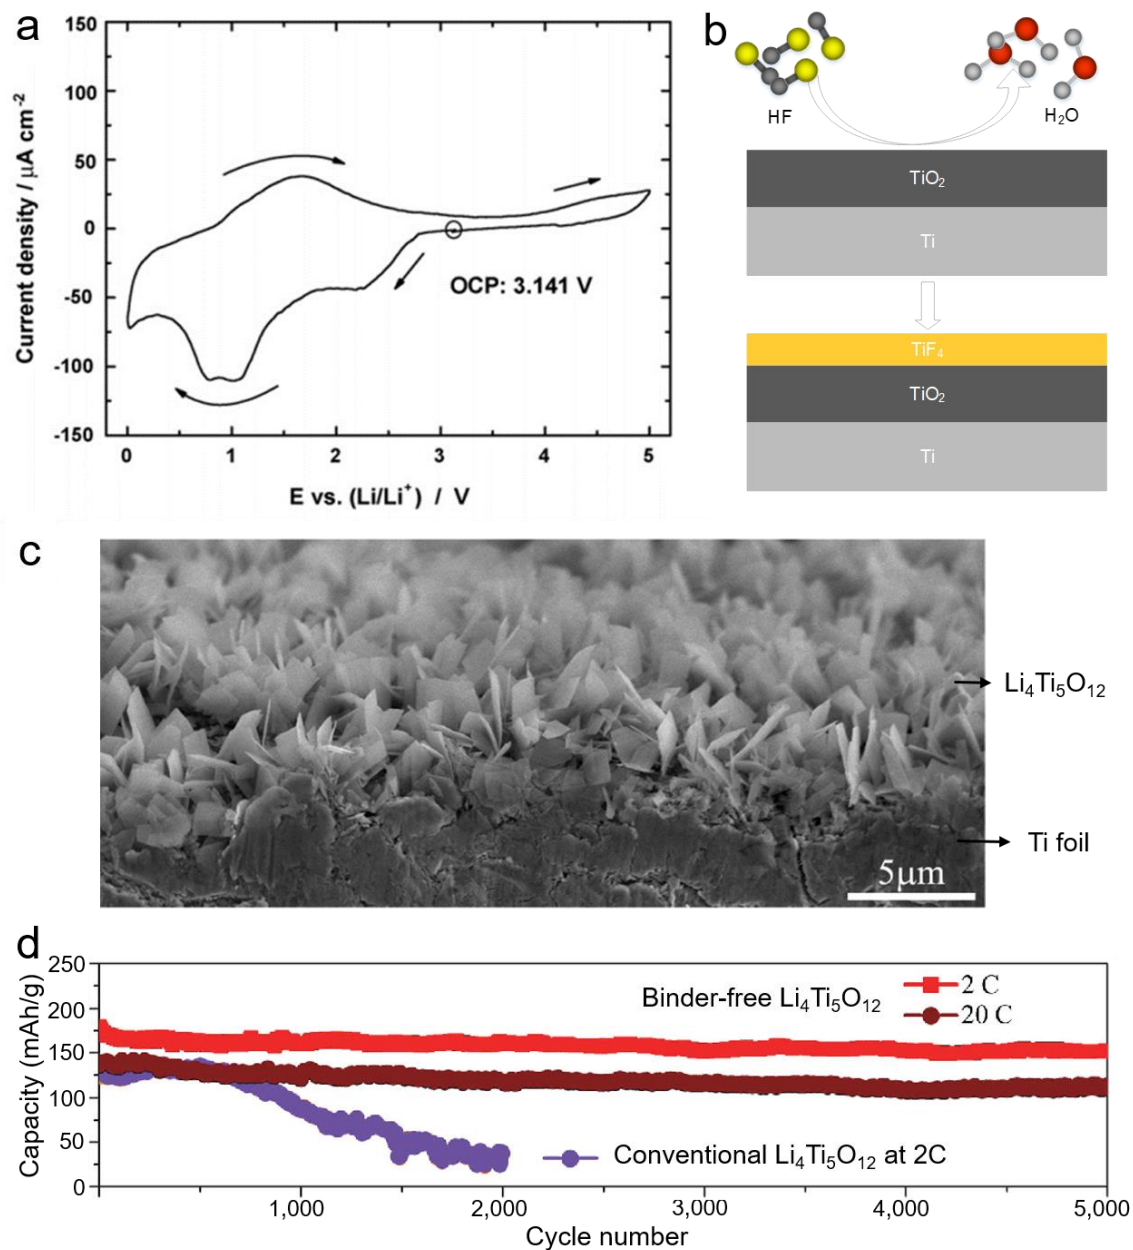 a
150
100
50
0
-50
-100
-150
Current density / μA cm⁻²
OCP: 3.141 V
0 1 2 3 4 5
E vs. (Li/Li⁺) / V
b
HF
H₂O
TiO₂
Ti
TiF₄
TiO₂
Ti
c
Li₄Ti₅O₁₂
Ti foil
5μm
d
250
200
150
100
50
0
Capacity (mAh/g)
Binder-free Li₄Ti₅O₁₂
2 C
20 C
Conventional Li₄Ti₅O₁₂ at 2C
1,000 2,000 3,000 4,000 5,000
Cycle number